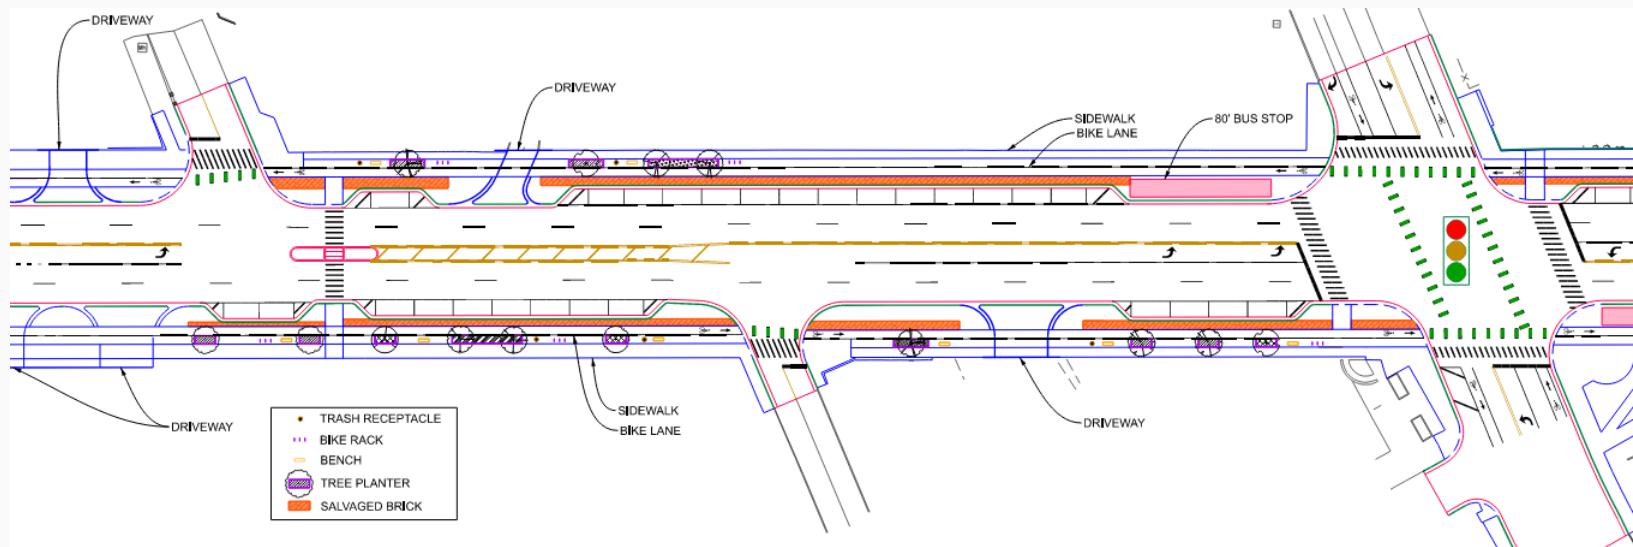 DRIVEWAY
DRIVEWAY
SIDEWALK
BIKE LANE
80' BUS STOP
DRIVEWAY
SIDEWALK
BIKE LANE
DRIVEWAY
TRASH RECEPTACLE
BIKE RACK
BENCH
TREE PLANTER
SALVAGED BRICK